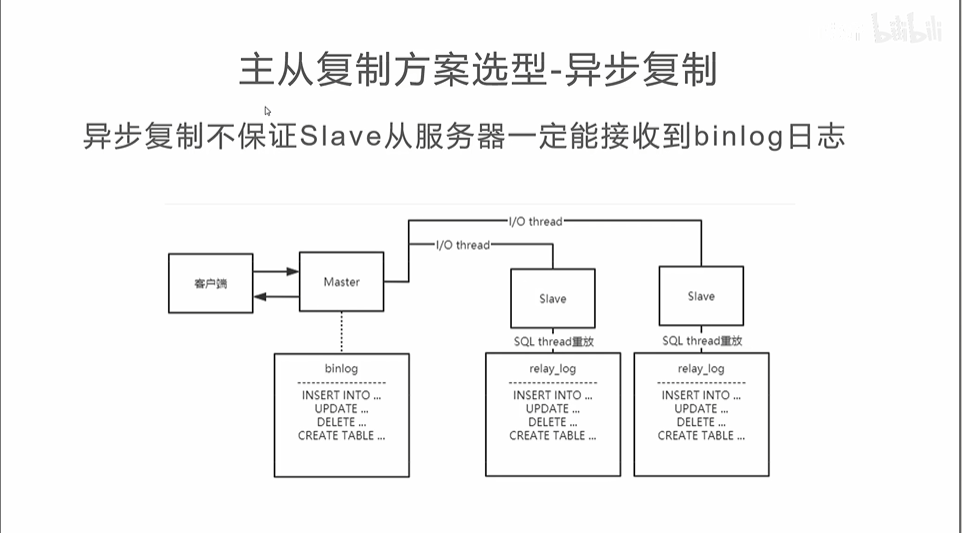 bilibili
主从复制方案选型-异步复制
异步复制不保证Slave从服务器一定能接收到binlog日志
I/O thread
I/O thread
客户端
Master
Slave
Slave
SQL thread重放
SQL thread重放
binlog
INSERT INTO ...
UPDATE ...
DELETE ...
CREATE TABLE ...
relay_log
INSERT INTO ...
UPDATE ...
DELETE ...
CREATE TABLE ...
relay_log
INSERT INTO ...
UPDATE ...
DELETE ...
CREATE TABLE ...